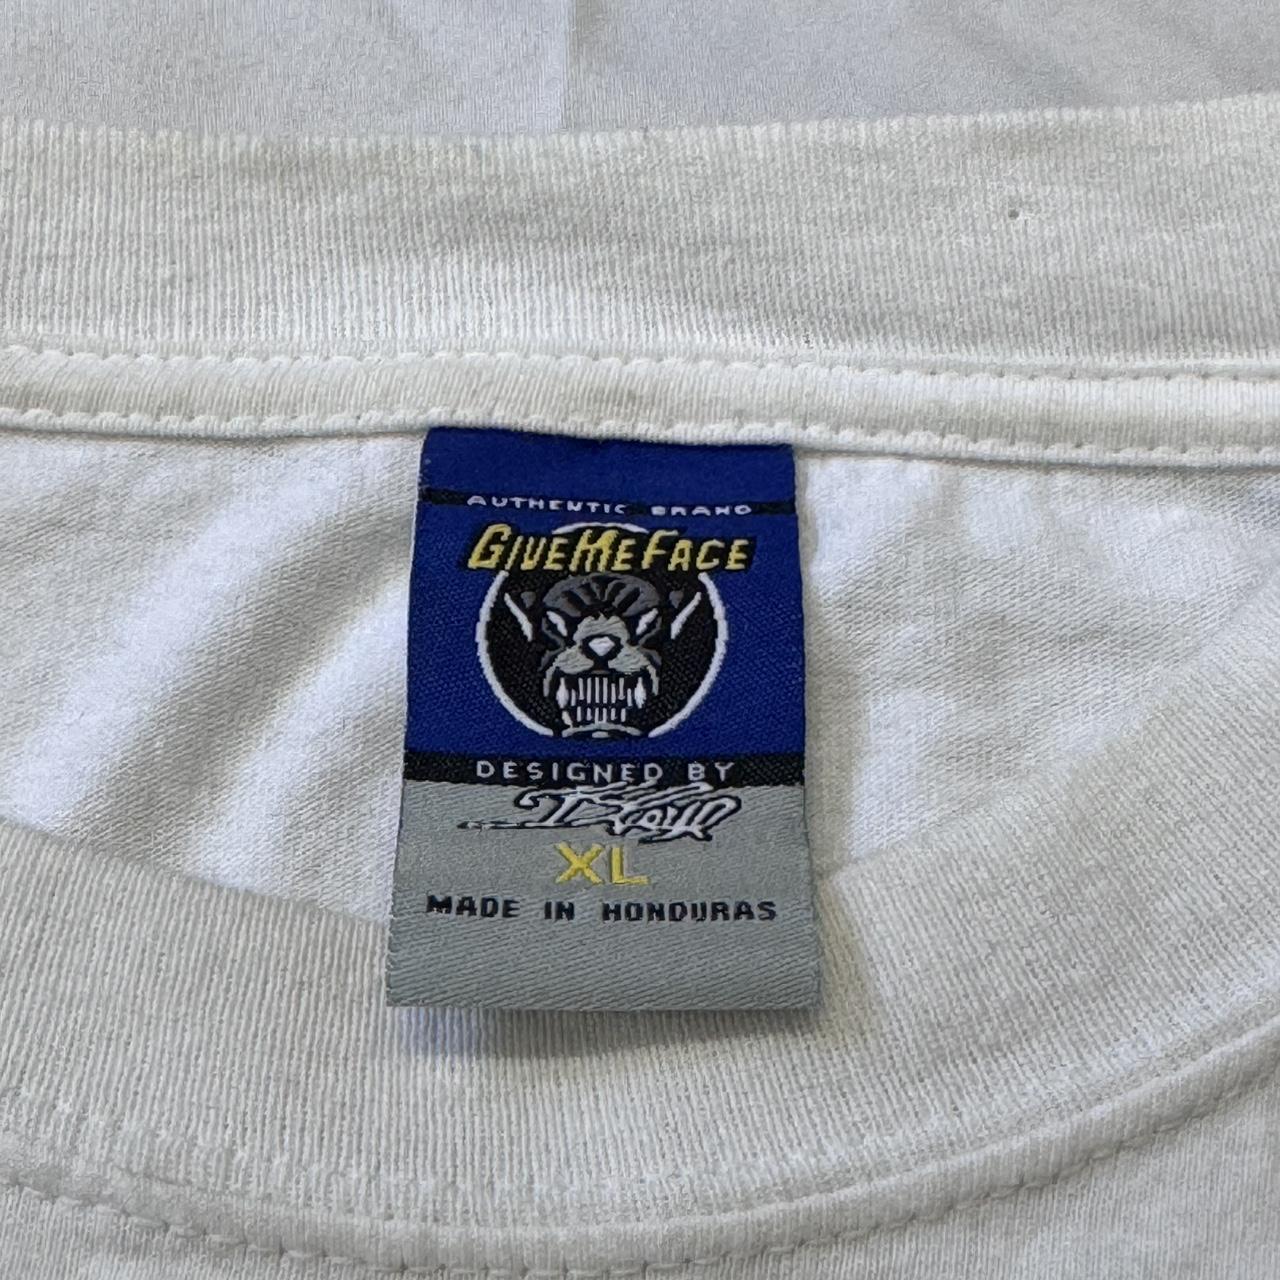 AUTHENTIC BRAND
GIVEMEFACE
DESIGNED BY
XL
MADE IN HONDURAS